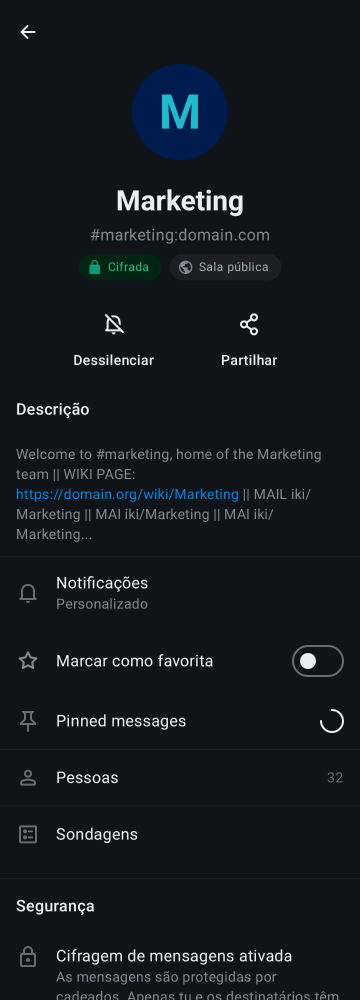 M
Marketing
#marketing:domain.com
Cifrada
Sala pública
Dessilenciar
Partilhar
Descrição
Welcome to #marketing, home of the Marketing
team || WIKI PAGE:
https://domain.org/wiki/Marketing || MAIL iki/
Marketing || MAI iki/Marketing || MAI iki/
Marketing...
Notificações
Personalizado
Marcar como favorita
Pinned messages
Pessoas 32
Sondagens
Segurança
Cifragem de mensagens ativada
As mensagens são protegidas por
cadeados. Apenas tu e os destinatários têm